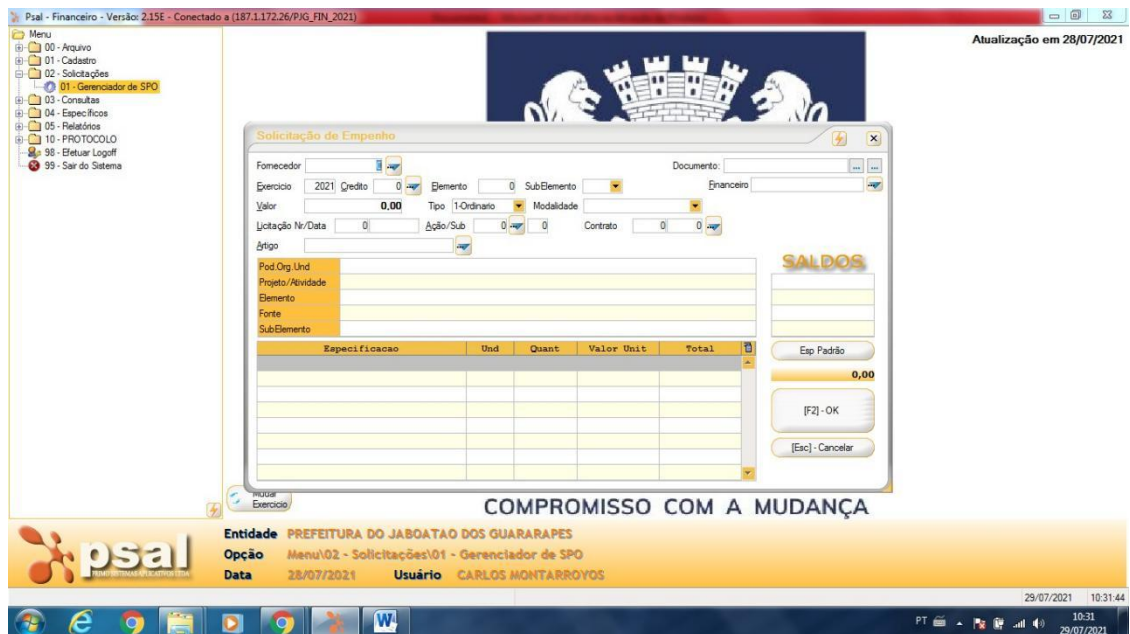 Psal - Financeiro - Versão: 2.15E - Conectado a (187.1.172.26/PJG_FIN_2021)
Menu
00 - Arquivo
01 - Cadastro
02 - Solicitações
01 - Gerenciador de SPO
03 - Consultas
04 - Específicos
05 - Relatórios
10 - PROTOCOLO
98 - Efetuar Logoff
99 - Sair do Sistema
Atualização em 28/07/2021
Solicitação de Empenho
Fornecedor Documento: ... ...
Exercicio 2021 Credito 0 Elemento 0 SubElemento Financeiro
Valor 0,00 Tipo 1-Ordinario Modalidade
Licitação Nr/Data 0 Ação/Sub 0 0 Contrato 0 0
Artigo
Pod.Org.Und
Projeto/Atividade
Elemento
Fonte
SubElemento
SALDOS
Especificacao Und Quant Valor Unit Total
Esp Padrão
0,00
[F2] - OK
[Esc] - Cancelar
Mudar
Exercicio
COMPROMISSO COM A MUDANÇA
psal
PRIMO SISTEMAS APLICATIVOS LTDA
Entidade PREFEITURA DO JABOATAO DOS GUARARAPES
Opção Menu\02 - Solicitações\01 - Gerenciador de SPO
Data 28/07/2021 Usuário CARLOS MONTARROYOS
29/07/2021 10:31:44
PT 10:31
29/07/2021